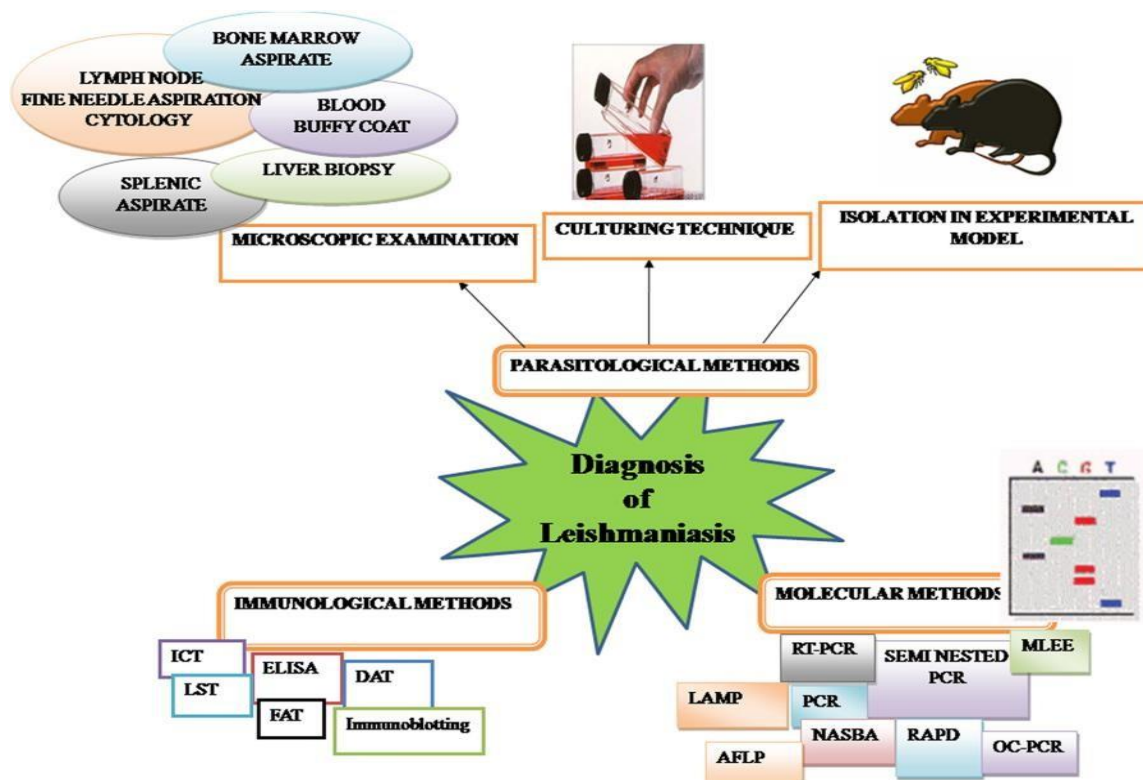 BONE MARROW
ASPIRATE
LYMPH NODE
FINE NEEDLE ASPIRATION
CYTOLOGY
BLOOD
BUFFY COAT
LIVER BIOPSY
SPLENIC
ASPIRATE
MICROSCOPIC EXAMINATION
CULTURING TECHNIQUE
ISOLATION IN EXPERIMENTAL
MODEL
PARASITOLOGICAL METHODS
Diagnosis
of
Leishmaniasis
A C G T
IMMUNOLOGICAL METHODS
ICT
ELISA
DAT
LST
FAT
Immunoblotting
MOLECULAR METHODS
RT-PCR
SEMI NESTED
PCR
MLEE
LAMP
PCR
NASBA
RAPD
OC-PCR
AFLP